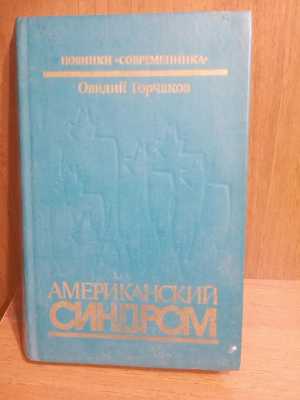 НОВИНКИ «СОВРЕМЕННИКА»
Овидий Горчаков
АМЕРИКАНСКИЙ
СИНДРОМ